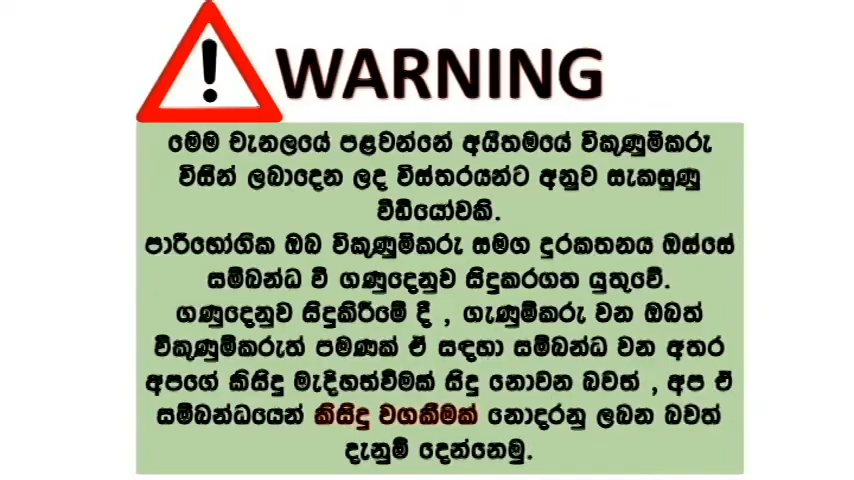 WARNING
මෙම චැනලයේ පළවන්නේ අයිතමයේ විකුණුම්කරු
විසින් ලබාදෙන ලද විස්තරයන්ට අනුව සැකසුණු
වීඩියෝවකි.
පාරිභෝගික ඔබ විකුණුම්කරු සමග දුරකතනය ඔස්සේ
සම්බන්ධ වී ගණුදෙනුව සිදුකරගත යුතුවේ.
ගණුදෙනුව සිදුකිරීමේ දී , ගැණුම්කරු වන ඔබත්
විකුණුම්කරුත් පමණක් ඒ සඳහා සම්බන්ධ වන අතර
අපගේ කිසිදු මැදිහත්වීමක් සිදු නොවන බවත් , අප ඒ
සම්බන්ධයෙන් කිසිදු වගකීමක් නොදරනු ලබන බවත්
දැනුම් දෙන්නෙමු.